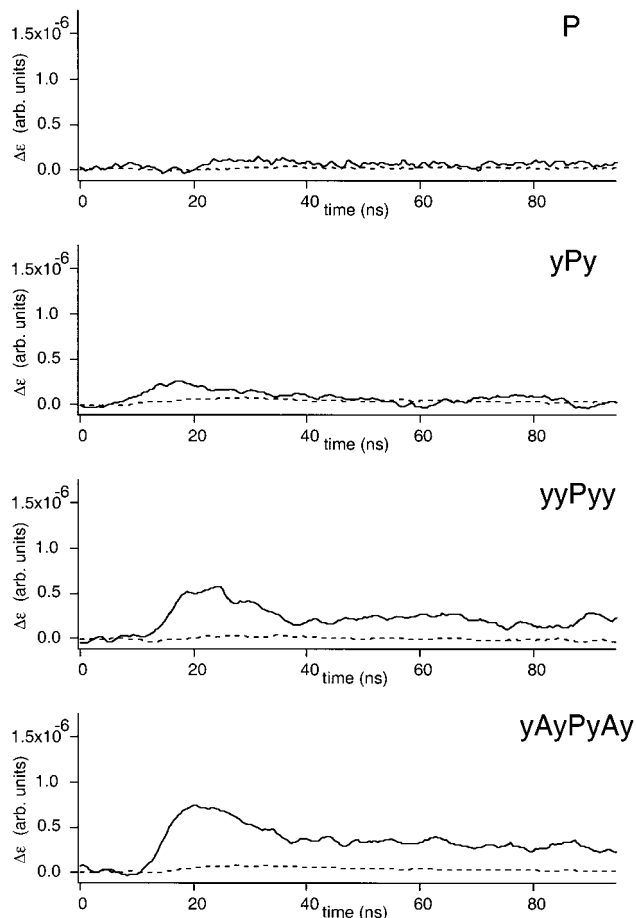 P
1.5x10-6
1.0
0.5
0.0
Δε (arb. units)
0 20 40 60 80
time (ns)
yPy
1.5x10-6
1.0
0.5
0.0
Δε (arb. units)
0 20 40 60 80
time (ns)
yyPyy
1.5x10-6
1.0
0.5
0.0
Δε (arb. units)
0 20 40 60 80
time (ns)
yAyPyAy
1.5x10-6
1.0
0.5
0.0
Δε (arb. units)
0 20 40 60 80
time (ns)